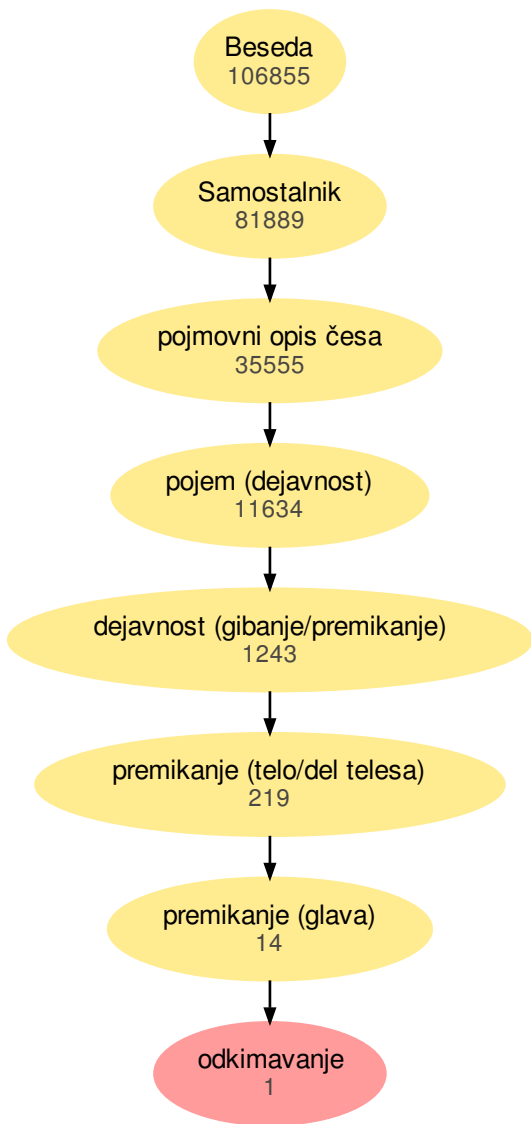 Beseda
106855
Samostalnik
81889
pojmovni opis česa
35555
pojem (dejavnost)
11634
dejavnost (gibanje/premikanje)
1243
premikanje (telo/del telesa)
219
premikanje (glava)
14
odkimavanje
1